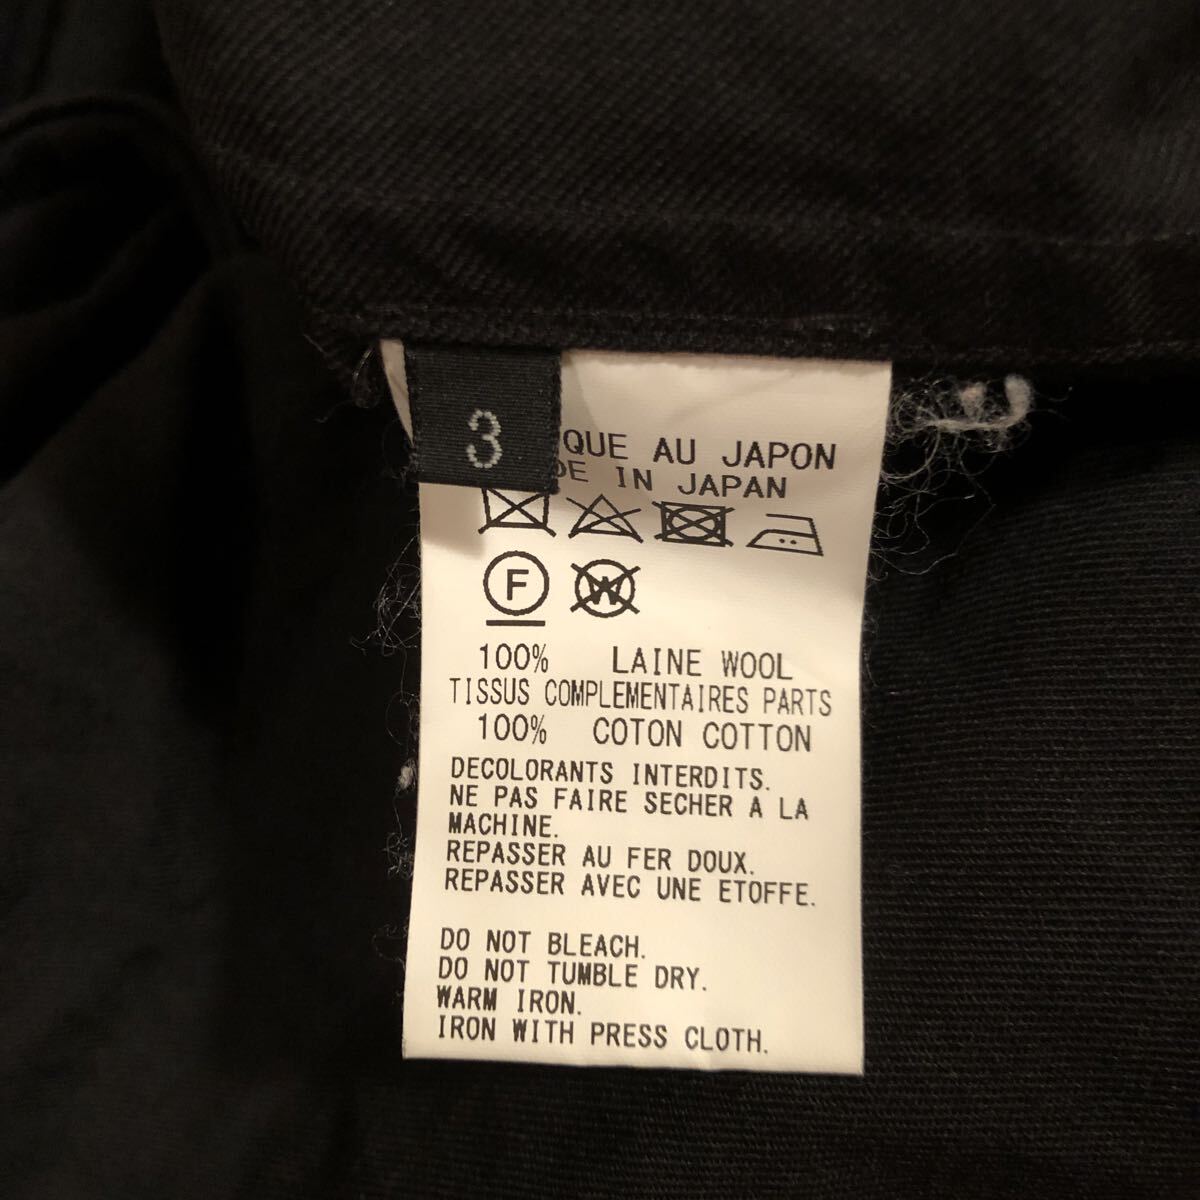 3
QUE AU JAPON
DE IN JAPAN
F
W
100% LAINE WOOL
TISSUS COMPLEMENTAIRES PARTS
100% COTON COTTON
DECOLORANTS INTERDITS.
NE PAS FAIRE SECHER A LA
MACHINE.
REPASSER AU FER DOUX.
REPASSER AVEC UNE ETOFFE.
DO NOT BLEACH.
DO NOT TUMBLE DRY.
WARM IRON.
IRON WITH PRESS CLOTH.